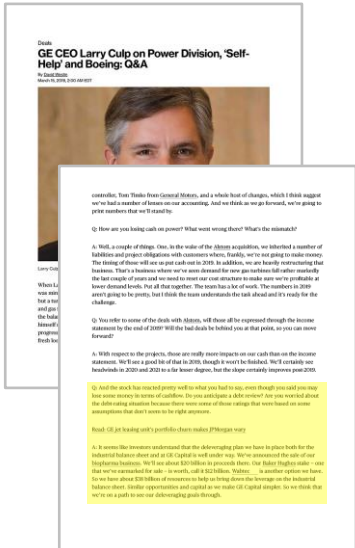 Deals
GE CEO Larry Culp on Power Division, ‘Self-
Help’ and Boeing: Q&A
By David Westin
March 15, 2019, 5:00 AM EDT
Larry Culp
When La
was min
but a tur
and gas
the bala
himself
progress
fresh loo
controller, Tom Timko from General Motors, and a whole host of changes, which I think suggest
we've had a number of lenses on our accounting. And we think as we go forward, we're going to
print numbers that we'll stand by.
Q: How are you losing cash on power? What went wrong there? What's the mismatch?
A: Well, a couple of things. One, in the wake of the Alstom acquisition, we inherited a number of
liabilities and project obligations with customers where, frankly, we're not going to make money.
The timing of those will see us put cash out in 2019. In addition, we are heavily restructuring that
business. That's a business where we've seen demand for new gas turbines fall rather markedly
the last couple of years and we need to reset our cost structure to make sure we're profitable at
lower demand levels. Put all that together. The team has a lot of work. The numbers in 2019
aren't going to be pretty, but I think the team understands the task ahead and it's ready for the
challenge.
Q: You refer to some of the debts with Alstom, will those all be expressed through the income
statement by the end of 2019? Will the bad deals be behind you at that point, so you can move
forward?
A: With respect to the projects, those are really more impacts on our cash than on the income
statement. We'll see a good bit of that in 2019, though it won't be finished. We'll certainly see
headwinds in 2020 and 2021 to a far lesser degree, but the slope certainly improves post-2019.
Q: And the stock has reacted pretty well to what you had to say, even though you said you may
lose some money in terms of cashflow. Do you anticipate a debt review? Are you worried about
the debt-rating situation because there were some of those ratings that were based on some
assumptions that don't seem to be right anymore.
Read: GE jet leasing unit's portfolio churn makes JPMorgan wary
A: It seems like investors understand that the deleveraging plan we have in place both for the
industrial balance sheet and at GE Capital is well under way. We've announced the sale of our
biopharma business. We'll see about $20 billion in proceeds there. Our Baker Hughes stake – one
that we've earmarked for sale – is worth, call it $12 billion. Wabtec is another option we have.
So we have about $38 billion of resources to help us bring down the leverage on the industrial
balance sheet. Similar opportunities and capital as we make GE Capital simpler. So we think that
we're on a path to see our deleveraging goals through.